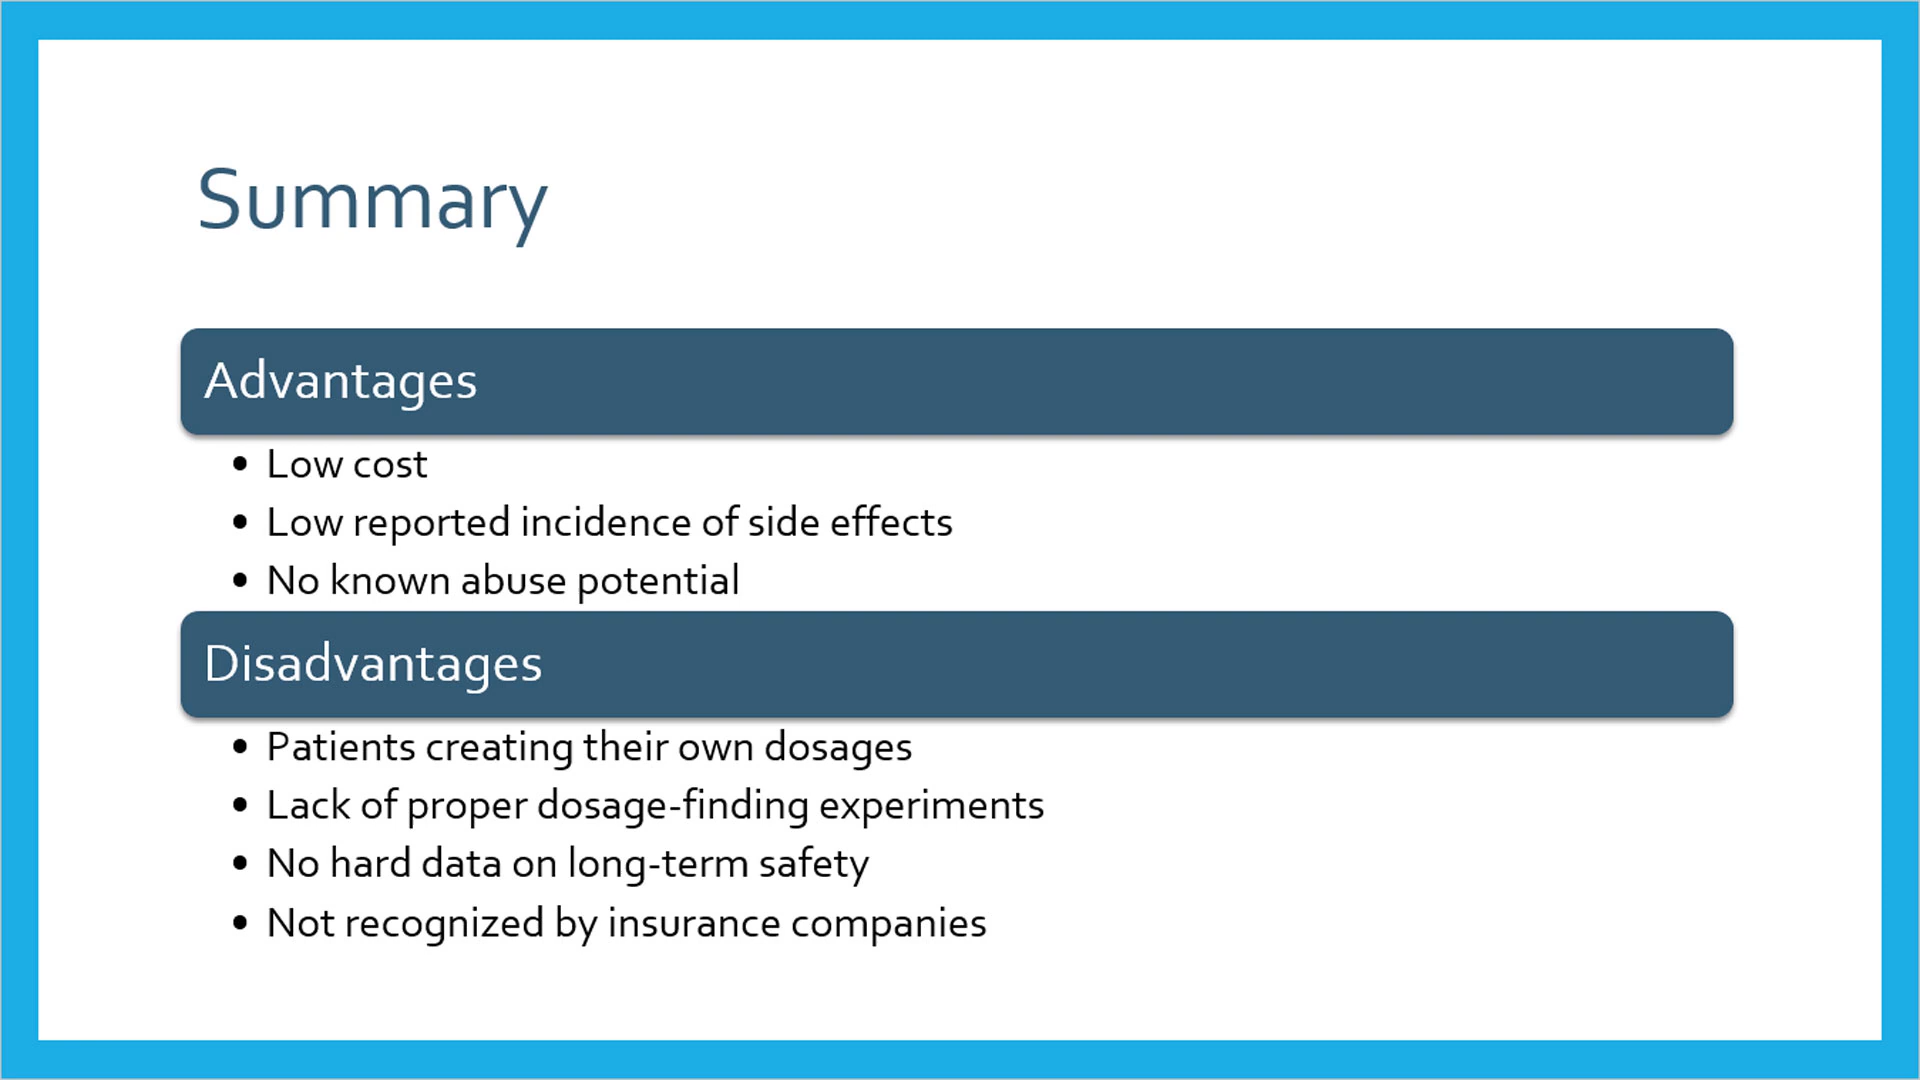 Summary
Advantages
• Low cost
• Low reported incidence of side effects
• No known abuse potential
Disadvantages
• Patients creating their own dosages
• Lack of proper dosage-finding experiments
• No hard data on long-term safety
• Not recognized by insurance companies